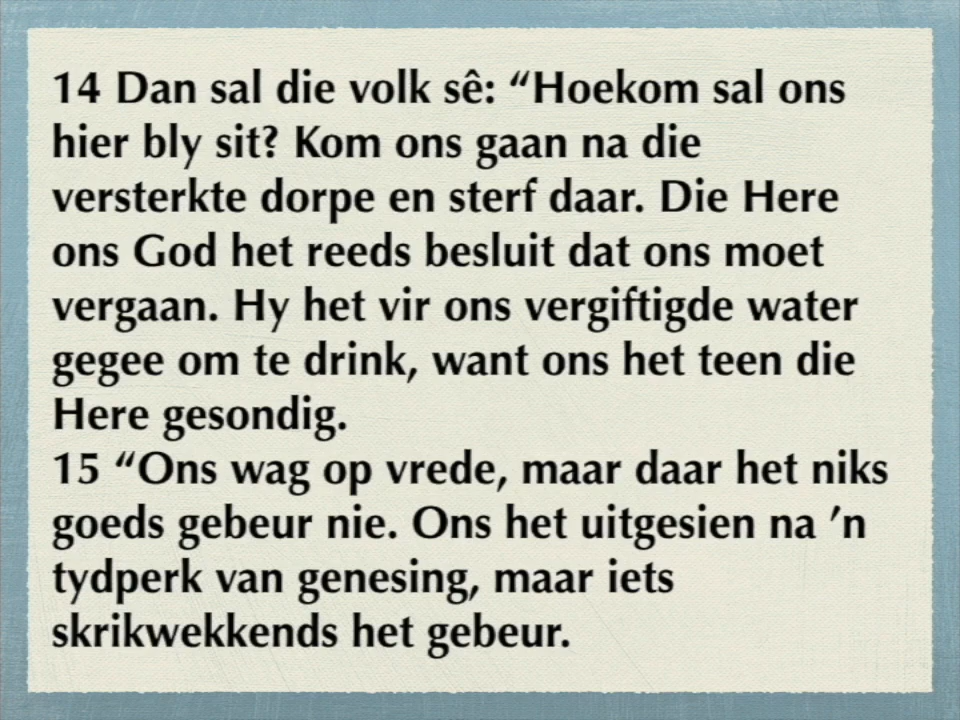 14 Dan sal die volk sê: “Hoekom sal ons
hier bly sit? Kom ons gaan na die
versterkte dorpe en sterf daar. Die Here
ons God het reeds besluit dat ons moet
vergaan. Hy het vir ons vergiftigde water
gegee om te drink, want ons het teen die
Here gesondig.
15 “Ons wag op vrede, maar daar het niks
goeds gebeur nie. Ons het uitgesien na ’n
tydperk van genesing, maar iets
skrikwekkends het gebeur.